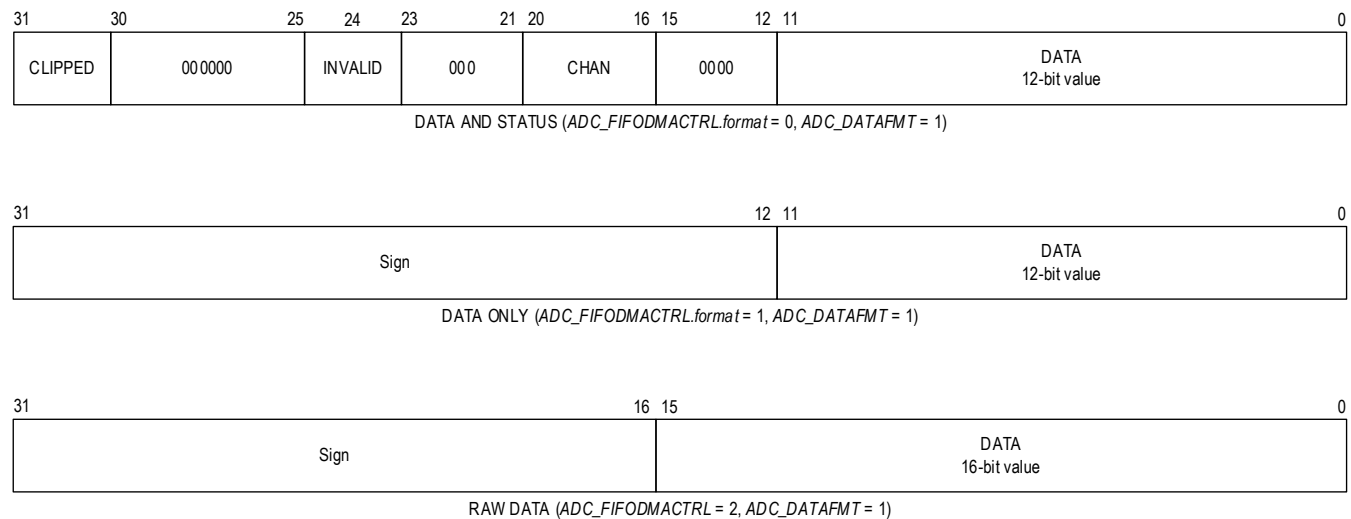 31 30 25 24 23 21 20 16 15 12 11 0
CLIPPED 000000 INVALID 000 CHAN 0000 DATA
12-bit value
DATA AND STATUS (ADC_FIFODMACTRL.format = 0, ADC_DATAFMT = 1)
31 12 11 0
Sign DATA
12-bit value
DATA ONLY (ADC_FIFODMACTRL.format = 1, ADC_DATAFMT = 1)
31 16 15 0
Sign DATA
16-bit value
RAW DATA (ADC_FIFODMACTRL = 2, ADC_DATAFMT = 1)